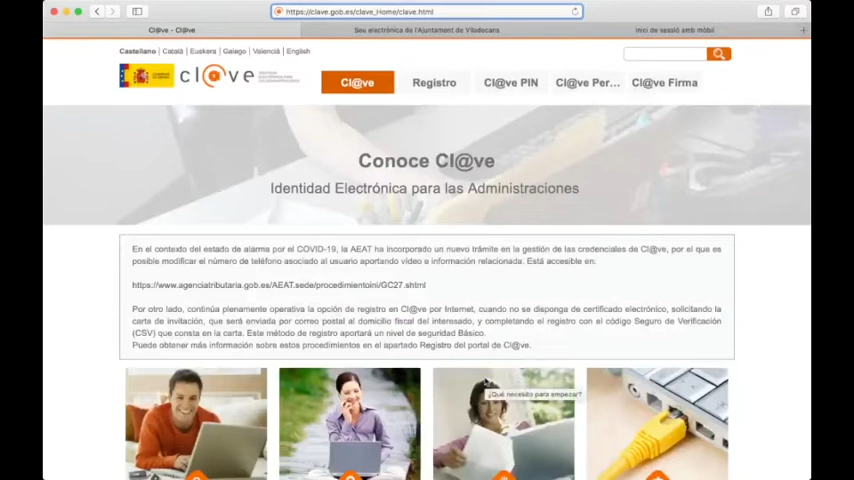 https://clave.gob.es/clave_Home/clave.html
Cl@ve - Cl@ve
Seu electrònica de l'Ajuntament de Viladecans
Inici de sessió amb mòbil
Castellano | Català | Euskera | Galego | Valencià | English
cl@ve
Cl@ve
Registro
Cl@ve PIN
Cl@ve Per...
Cl@ve Firma
Conoce Cl@ve
Identidad Electrónica para las Administraciones
En el contexto del estado de alarma por el COVID-19, la AEAT ha incorporado un nuevo trámite en la gestión de las credenciales de Cl@ve, por el que es
posible modificar el número de teléfono asociado al usuario aportando vídeo e información relacionada. Está accesible en:
https://www.agenciatributaria.gob.es/AEAT.sede/procedimientoini/GC27.shtml
Por otro lado, continúa plenamente operativa la opción de registro en Cl@ve por Internet, cuando no se disponga de certificado electrónico, solicitando la
carta de invitación, que será enviada por correo postal al domicilio fiscal del interesado, y completando el registro con el código Seguro de Verificación
(CSV) que consta en la carta. Este método de registro aportará un nivel de seguridad Básico.
Puede obtener más información sobre estos procedimientos en el apartado Registro del portal de Cl@ve.
¿Qué necesito para empezar?